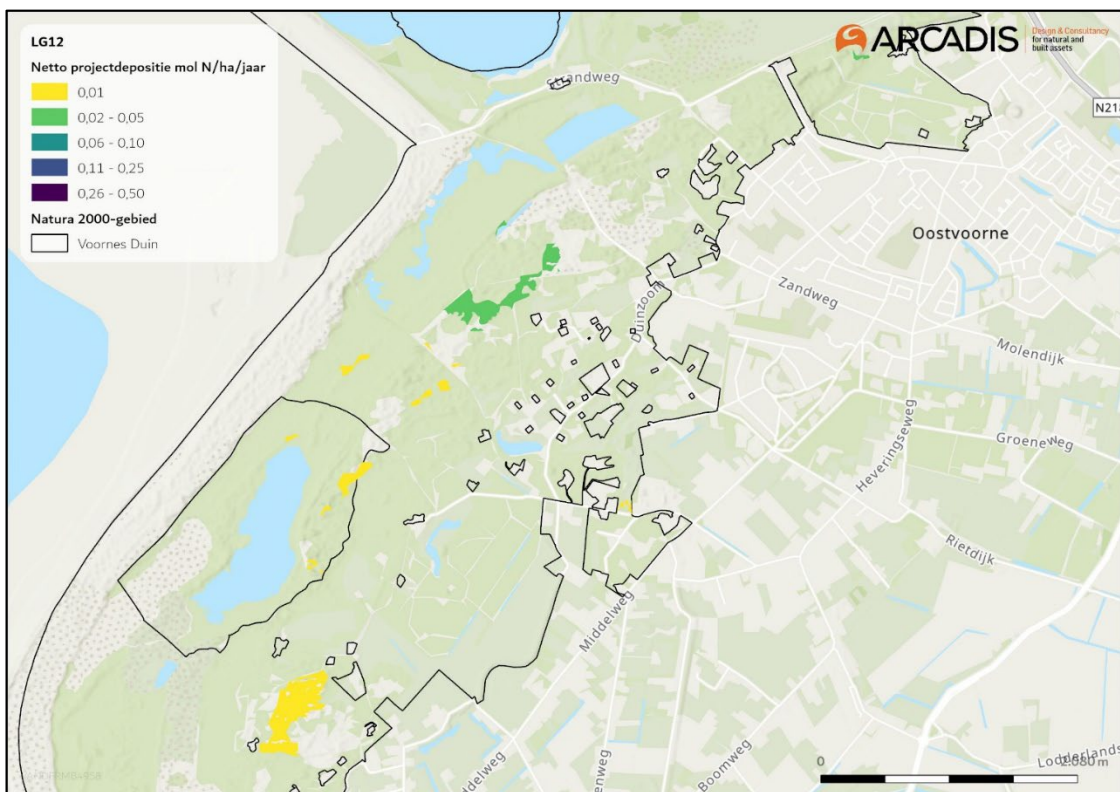 LG12
Netto projectdepositie mol N/ha/jaar
0,01
0,02 - 0,05
0,06 - 0,10
0,11 - 0,25
0,26 - 0,50
Natura 2000-gebied
Voornes Duin
ARCADIS
Design & Consultancy
for natural and
built assets
Strandweg
N218
Oostvoorne
Zandweg
Duinzoom
Molendijk
Heveringseweg
Groeneweg
Rietdijk
Middelweg
ddelweg
enweg
Boomweg
Lodderlands
0
2.080 m